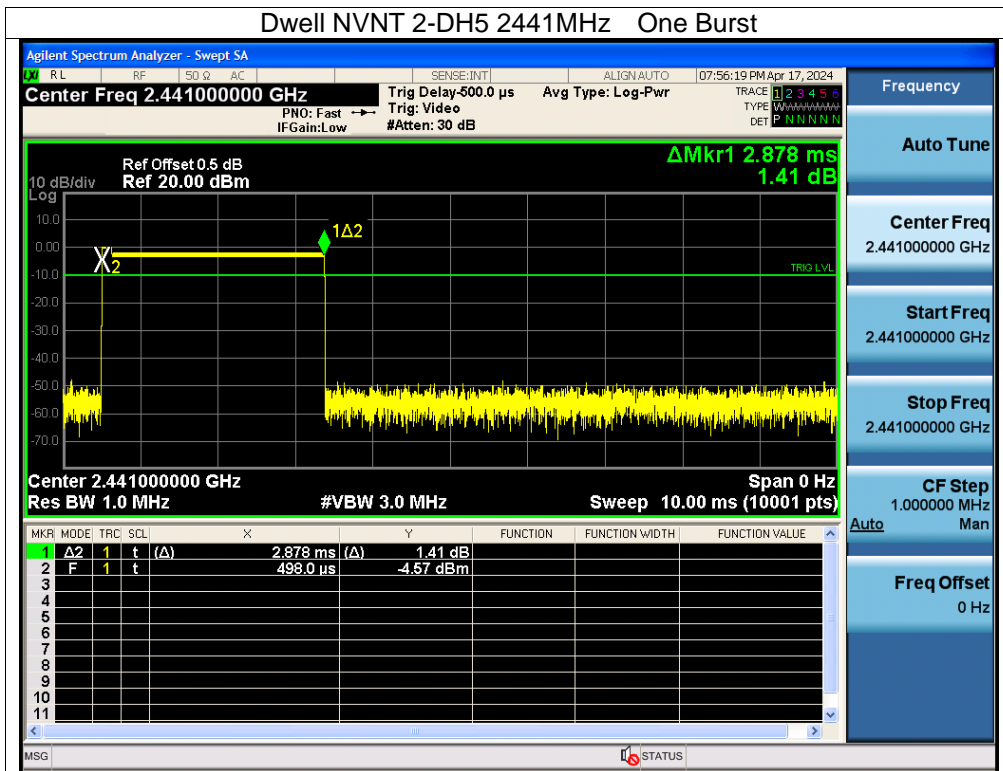 Dwell NVNT 2-DH5 2441MHz One Burst
Agilent Spectrum Analyzer - Swept SA
LXI RL RF 50 Ω AC SENSE:INT ALIGN AUTO 07:56:19 PM Apr 17, 2024
Center Freq 2.441000000 GHz
PNO: Fast
IFGain:Low
Trig Delay-500.0 µs
Trig: Video
#Atten: 30 dB
Avg Type: Log-Pwr
TRACE 1 2 3 4 5 6
TYPE WWWWWWW
DET P N N N N N
Frequency
Auto Tune
Center Freq
2.441000000 GHz
Start Freq
2.441000000 GHz
Stop Freq
2.441000000 GHz
CF Step
1.000000 MHz
Auto Man
Freq Offset
0 Hz
ΔMkr1 2.878 ms
1.41 dB
Ref Offset 0.5 dB
10 dB/div Ref 20.00 dBm
Log
10.0
0.00
-10.0
-20.0
-30.0
-40.0
-50.0
-60.0
-70.0
X2
1Δ2
TRIG LVL
Center 2.441000000 GHz Span 0 Hz
Res BW 1.0 MHz #VBW 3.0 MHz Sweep 10.00 ms (10001 pts)
MKR MODE TRC SCL X Y FUNCTION FUNCTION WIDTH FUNCTION VALUE
1 Δ2 1 t (Δ) 2.878 ms (Δ) 1.41 dB
2 F 1 t 498.0 µs -4.57 dBm
3
4
5
6
7
8
9
10
11
MSG STATUS